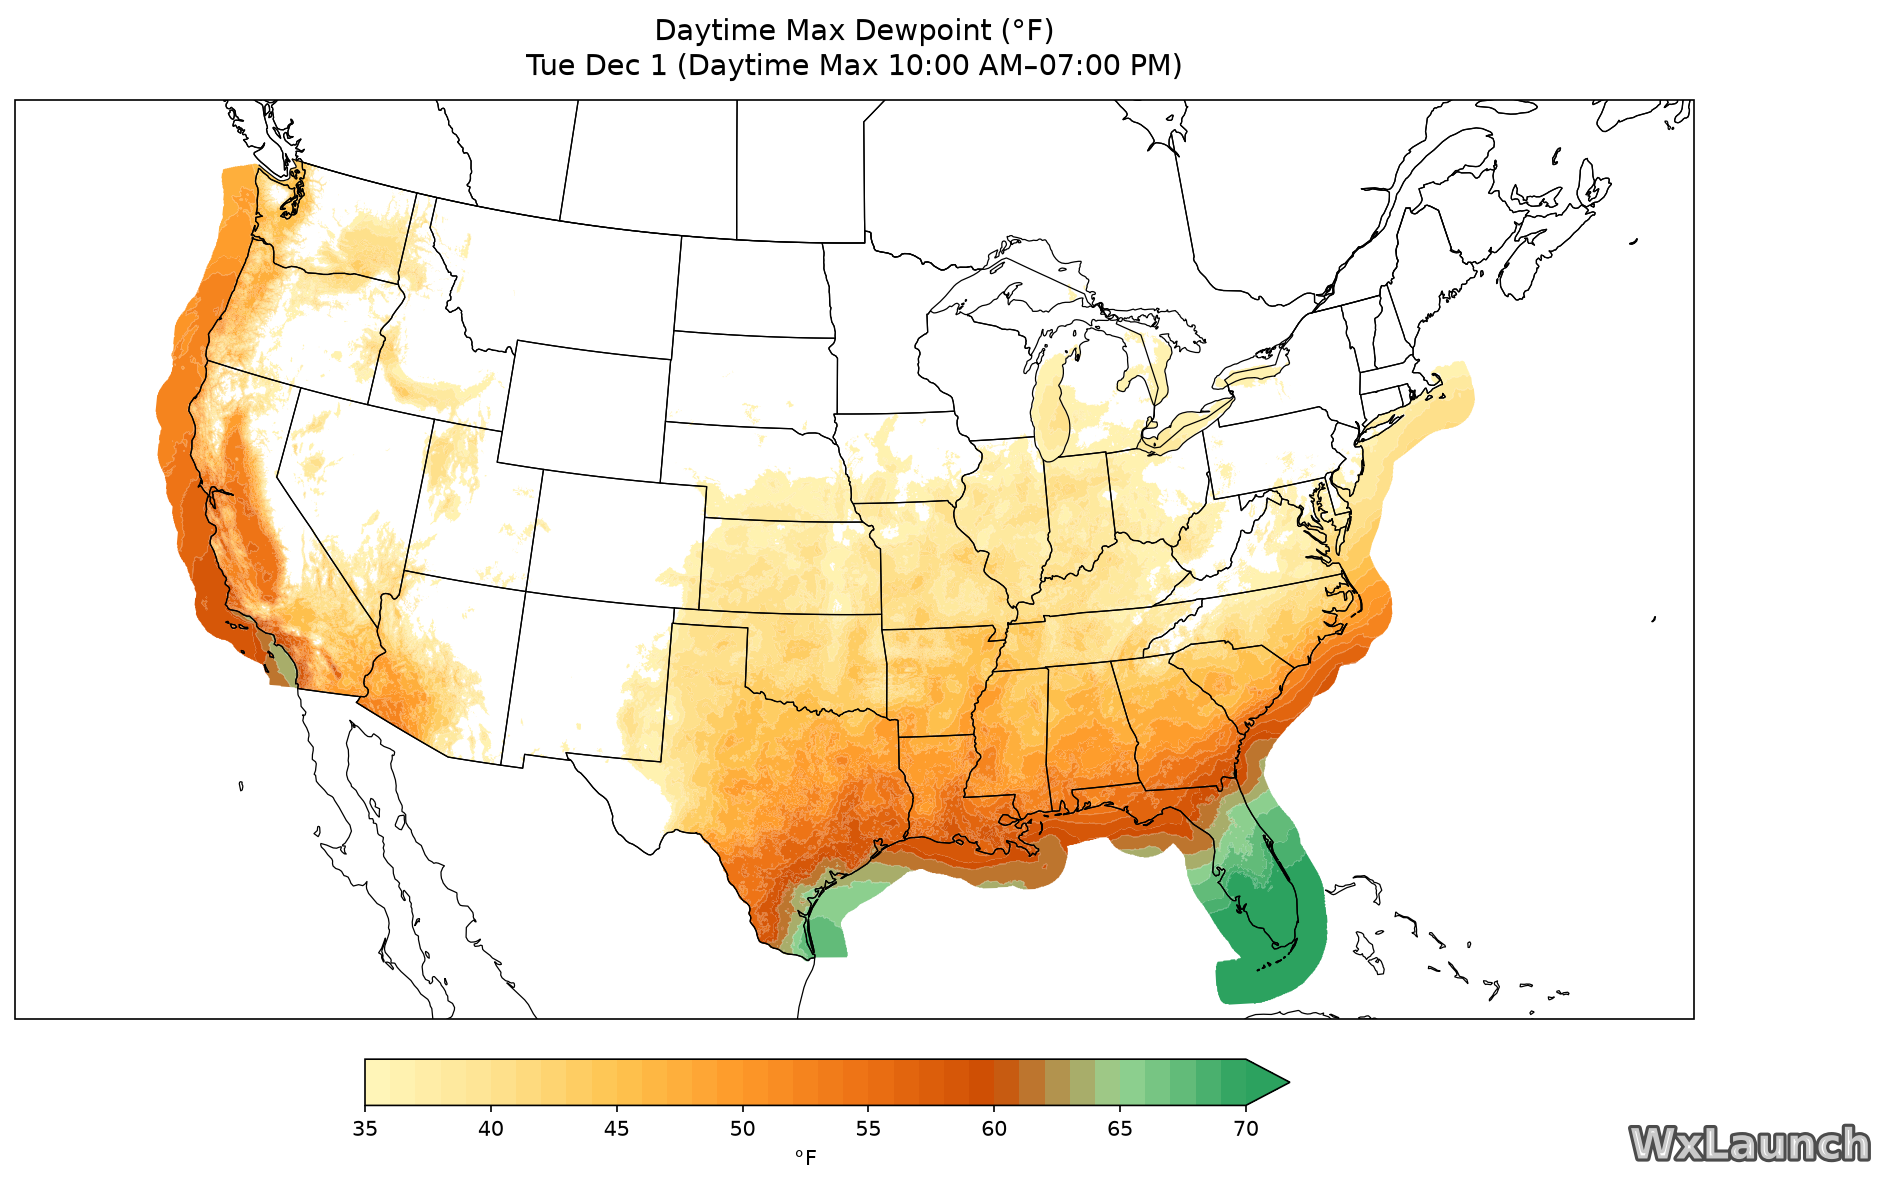 Daytime Max Dewpoint (°F)
Tue Dec 1 (Daytime Max 10:00 AM–07:00 PM)
35 40 45 50 55 60 65 70
°F
WxLaunch